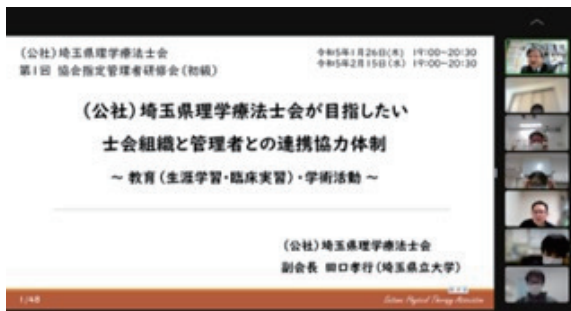 (公社)埼玉県理学療法士会
第1回 協会指定管理者研修会(初級)
令和5年1月26日(木) 19:00-20:30
令和5年2月15日(水) 19:00-20:30
(公社)埼玉県理学療法士会が目指したい
士会組織と管理者との連携協力体制
~ 教育(生涯学習・臨床実習)・学術活動 ~
(公社)埼玉県理学療法士会
副会長 田口孝行(埼玉県立大学)
1/48
Saitama Physical Therapy Association